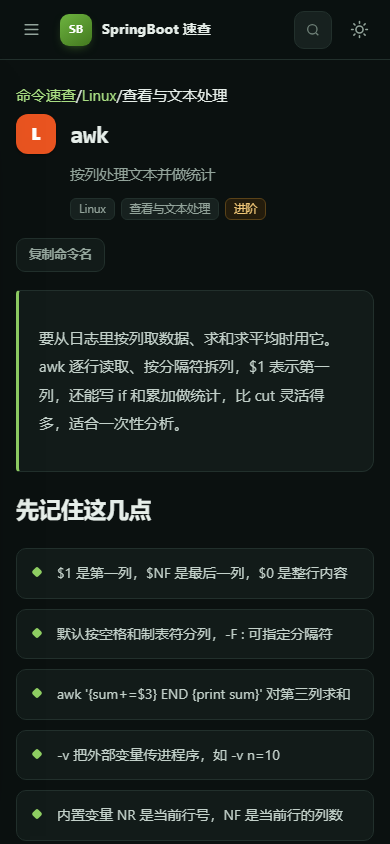 SB SpringBoot 速查
命令速查/Linux/查看与文本处理
L awk
按列处理文本并做统计
Linux 查看与文本处理 进阶
复制命令名
要从日志里按列取数据、求和求平均时用它。
awk 逐行读取、按分隔符拆列，$1 表示第一
列，还能写 if 和累加做统计，比 cut 灵活得
多，适合一次性分析。
先记住这几点
$1 是第一列，$NF 是最后一列，$0 是整行内容
默认按空格和制表符分列，-F : 可指定分隔符
awk '{sum+=$3} END {print sum}' 对第三列求和
-v 把外部变量传进程序，如 -v n=10
内置变量 NR 是当前行号，NF 是当前行的列数